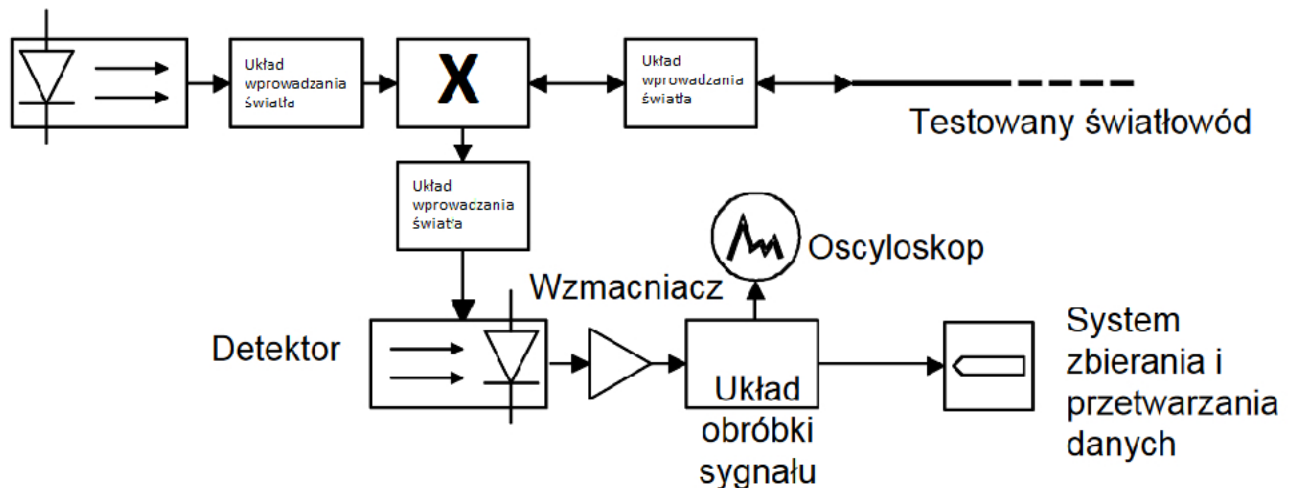 Układ
wprowadzania
światła
X
Układ
wprowadzania
światła
Testowany światłowód
Układ
wprowaczania
świat'a
Oscyloskop
Wzmacniacz
Detektor
Układ
obróbki
sygnału
System
zbierania i
przetwarzania
danych